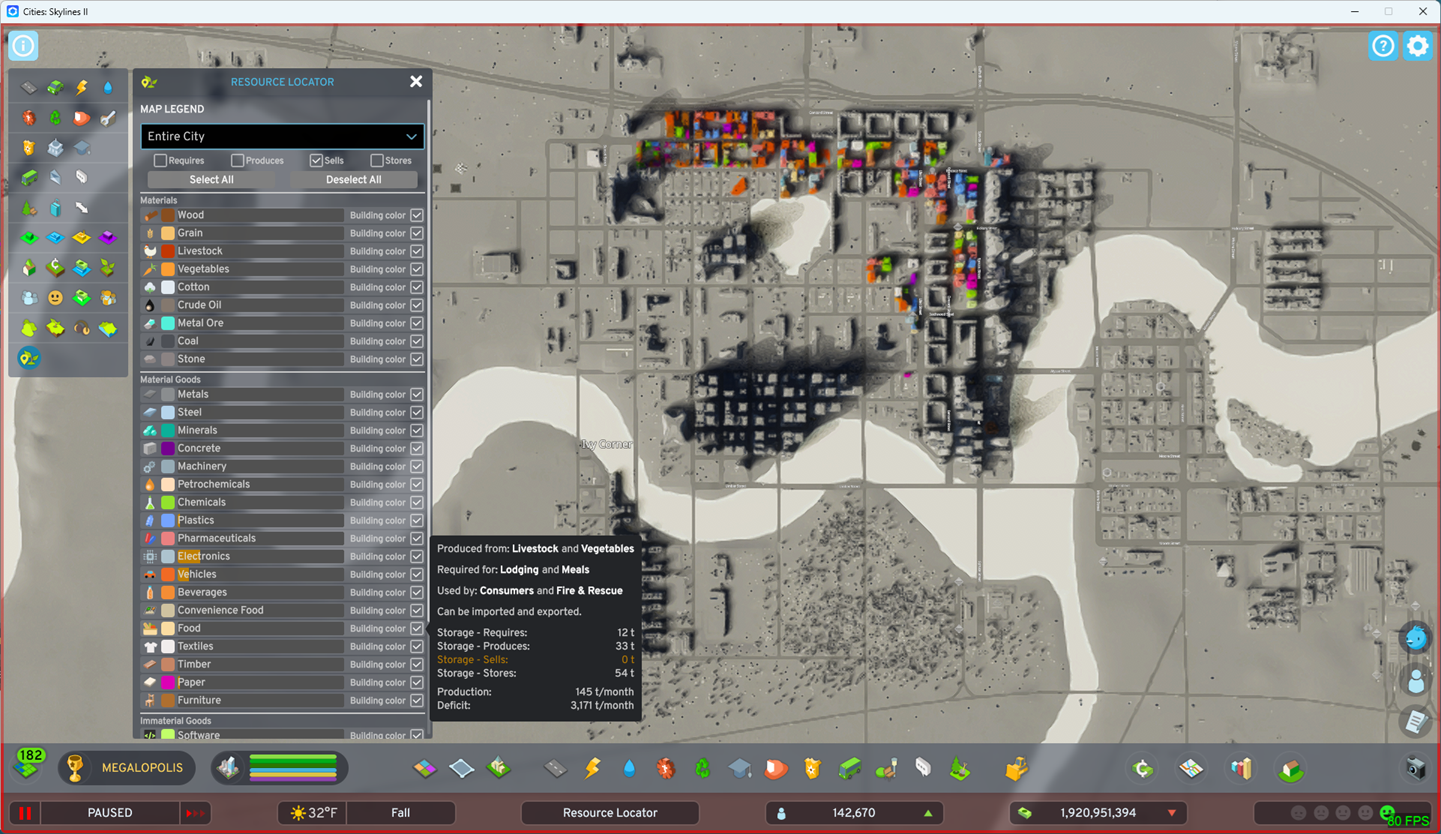 Cities: Skylines II
RESOURCE LOCATOR
MAP LEGEND
Entire City
Requires Produces Sells Stores
Select All Deselect All
Materials
Wood Building color
Grain Building color
Livestock Building color
Vegetables Building color
Cotton Building color
Crude Oil Building color
Metal Ore Building color
Coal Building color
Stone Building color
Material Goods
Metals Building color
Steel Building color
Minerals Building color
Concrete Building color
Machinery Building color
Petrochemicals Building color
Chemicals Building color
Plastics Building color
Pharmaceuticals Building color
Electronics Building color
Vehicles Building color
Beverages Building color
Convenience Food Building color
Food Building color
Textiles Building color
Timber Building color
Paper Building color
Furniture Building color
Immaterial Goods
Software Building color
Ivy Corner
Produced from: Livestock and Vegetables
Required for: Lodging and Meals
Used by: Consumers and Fire & Rescue
Can be imported and exported.
Storage - Requires: 12 t
Storage - Produces: 33 t
Storage - Sells: 0 t
Storage - Stores: 54 t
Production: 145 t/month
Deficit: 3,171 t/month
182
MEGALOPOLIS
PAUSED
32°F
Fall
Resource Locator
142,670
1,920,951,394
80 FPS